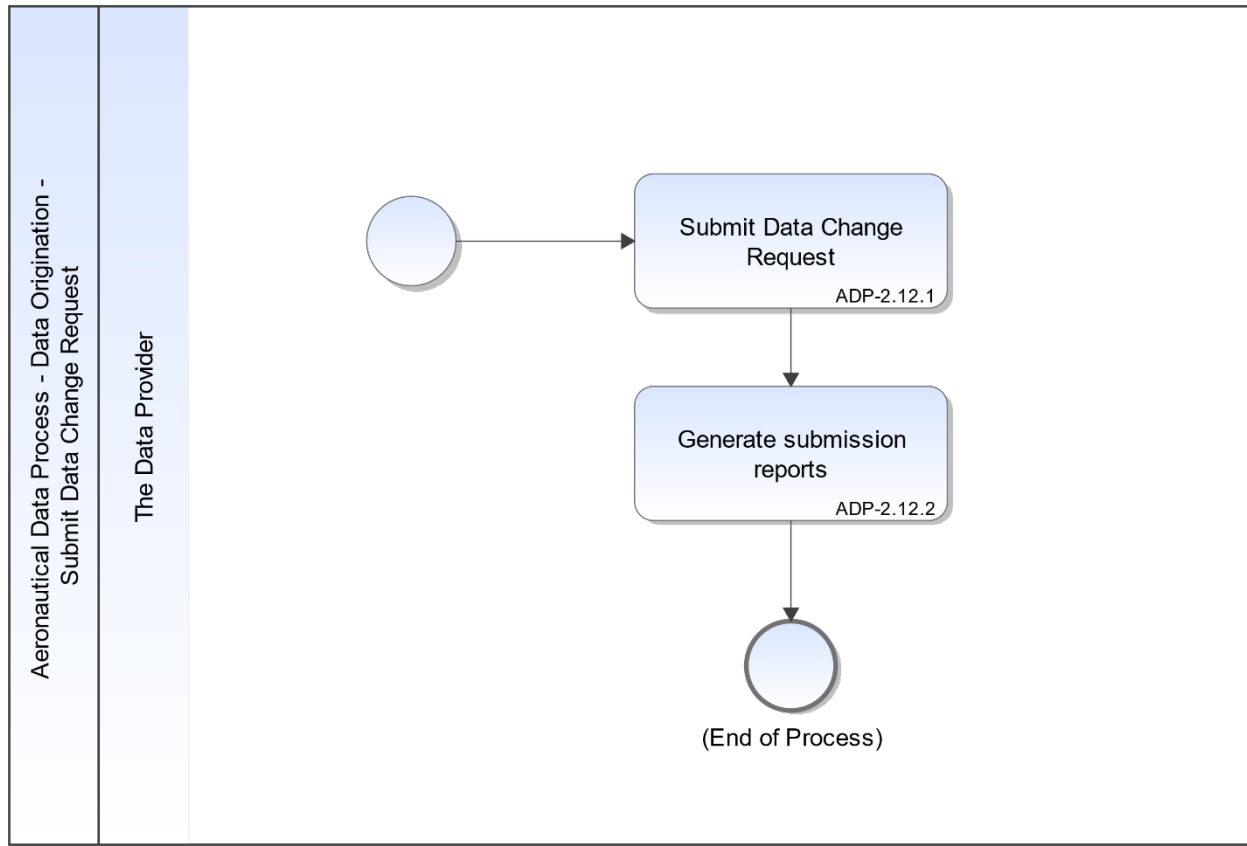 Aeronautical Data Process - Data Origination -
Submit Data Change Request
The Data Provider
Submit Data Change
Request
ADP-2.12.1
Generate submission
reports
ADP-2.12.2
(End of Process)